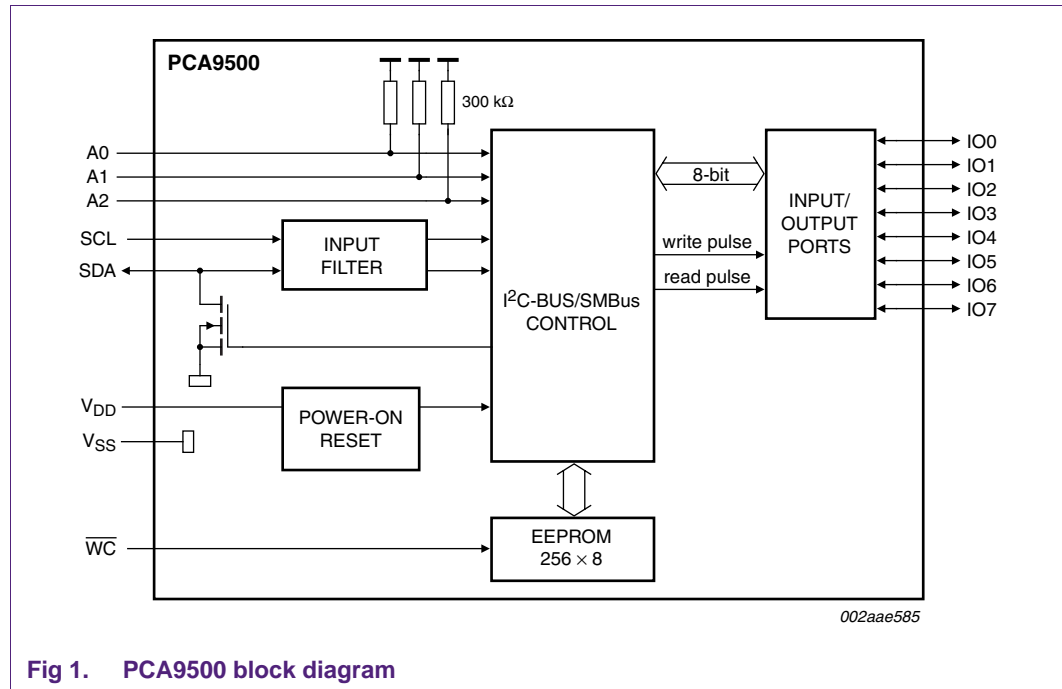 PCA9500
300 kΩ
A0
A1
A2
SCL
SDA
INPUT
FILTER
I²C-BUS/SMBus
CONTROL
8-bit
write pulse
read pulse
INPUT/
OUTPUT
PORTS
IO0
IO1
IO2
IO3
IO4
IO5
IO6
IO7
VDD
VSS
POWER-ON
RESET
W̅C̅
EEPROM
256 × 8
002aae585
Fig 1. PCA9500 block diagram